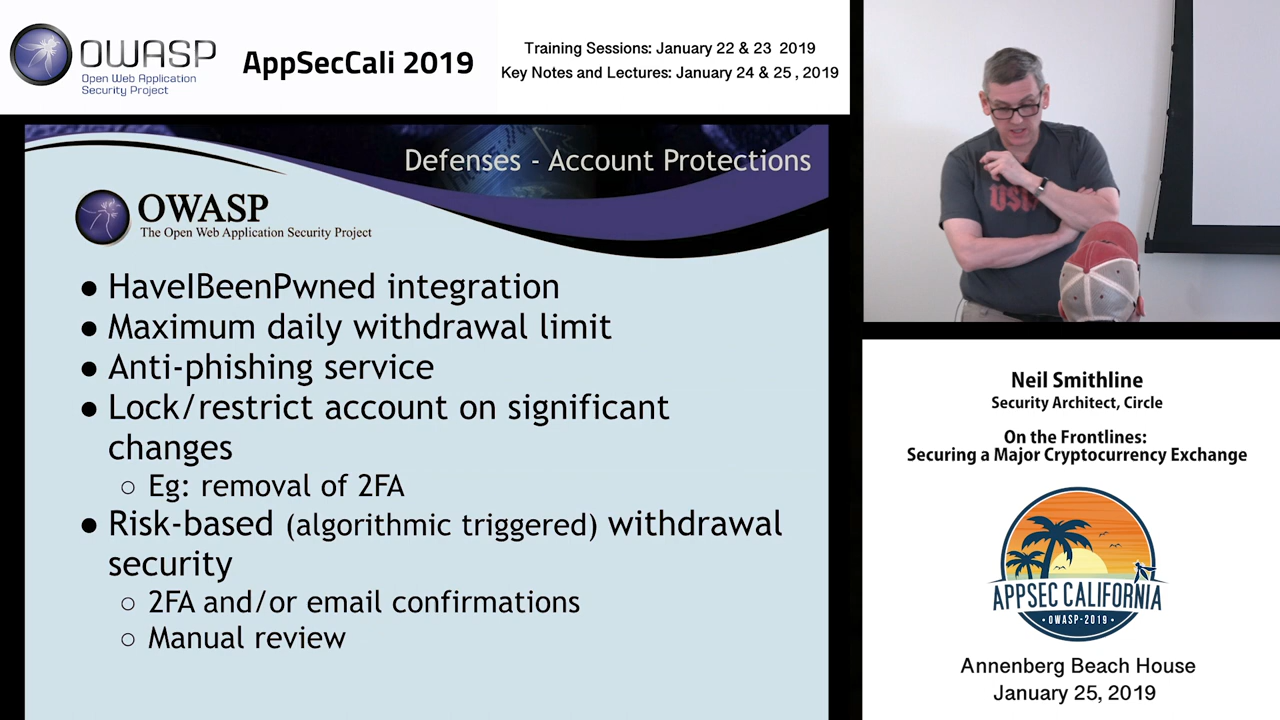 OWASP
Open Web Application
Security Project
AppSecCali 2019
Training Sessions: January 22 & 23 2019
Key Notes and Lectures: January 24 & 25 , 2019
Defenses - Account Protections
OWASP
The Open Web Application Security Project
● HaveIBeenPwned integration
● Maximum daily withdrawal limit
● Anti-phishing service
● Lock/restrict account on significant
changes
○ Eg: removal of 2FA
● Risk-based (algorithmic triggered) withdrawal
security
○ 2FA and/or email confirmations
○ Manual review
Neil Smithline
Security Architect, Circle
On the Frontlines:
Securing a Major Cryptocurrency Exchange
APPSEC CALIFORNIA
• OWASP-2019 •
Annenberg Beach House
January 25, 2019